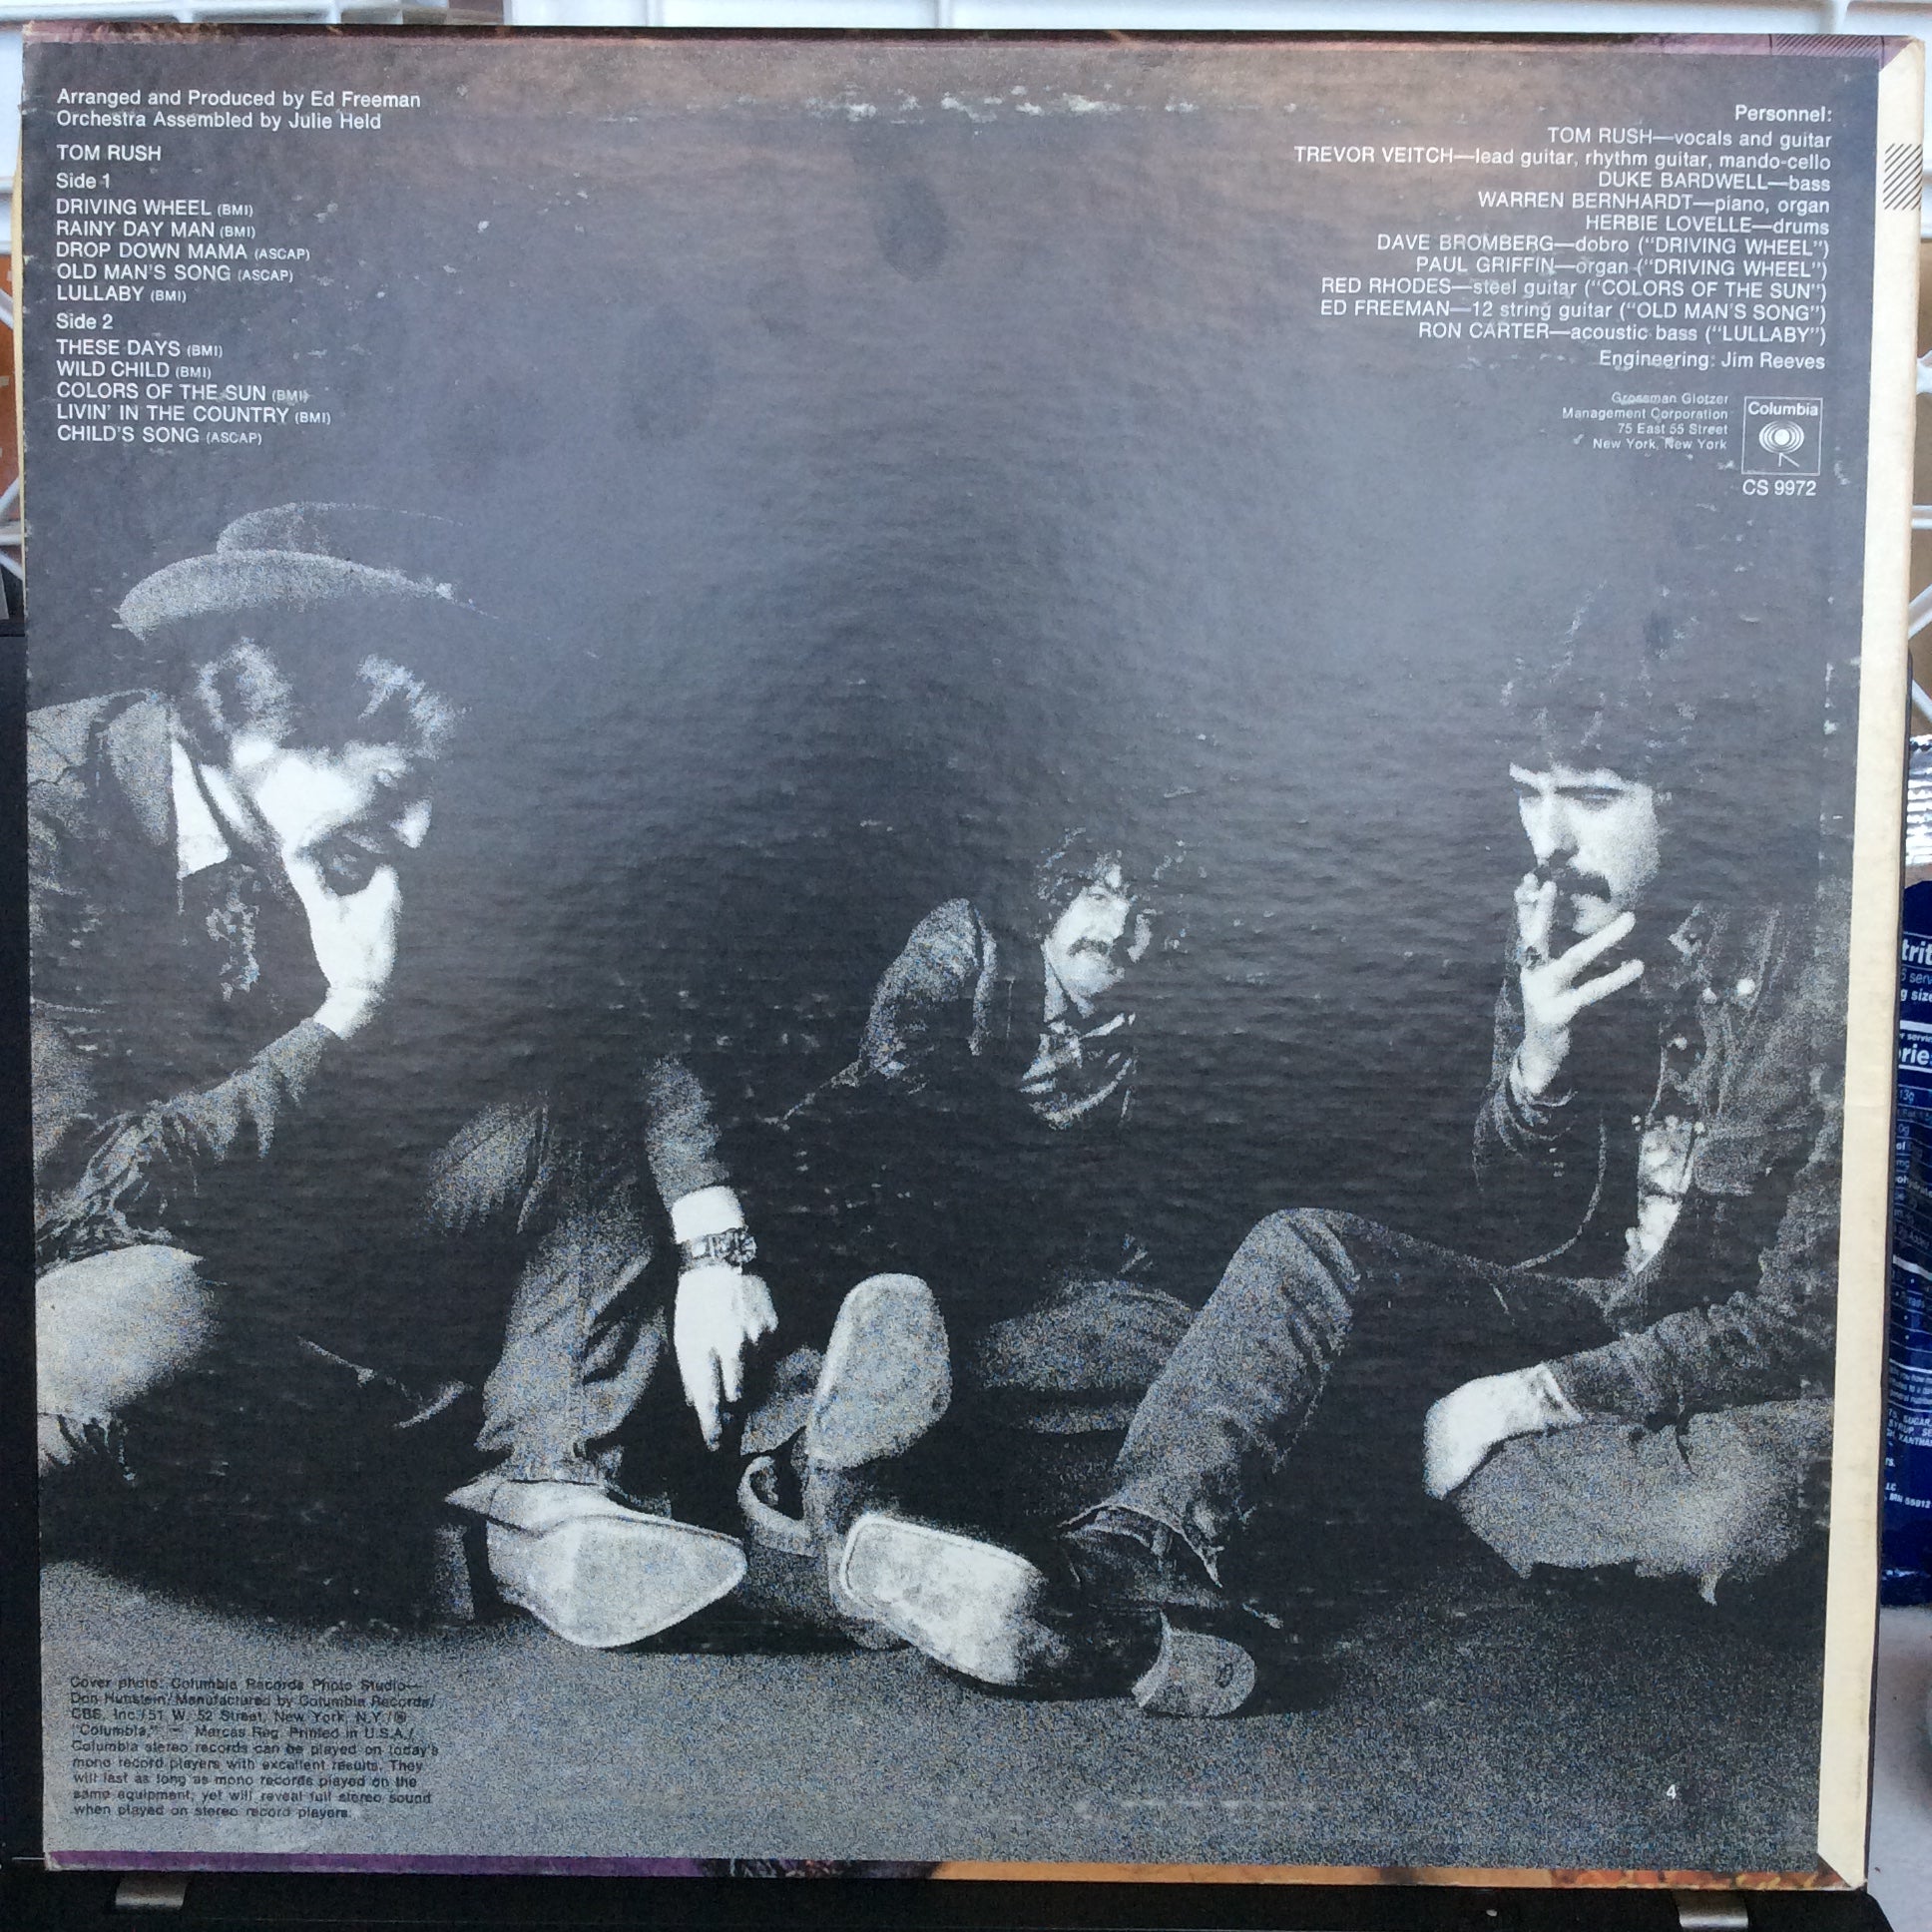 Arranged and Produced by Ed Freeman
Orchestra Assembled by Julie Held
TOM RUSH
Side 1
DRIVING WHEEL (BMI)
RAINY DAY MAN (BMI)
DROP DOWN MAMA (ASCAP)
OLD MAN'S SONG (ASCAP)
LULLABY (BMI)
Side 2
THESE DAYS (BMI)
WILD CHILD (BMI)
COLORS OF THE SUN (BMI)
LIVIN' IN THE COUNTRY (BMI)
CHILD'S SONG (ASCAP)
Personnel:
TOM RUSH—vocals and guitar
TREVOR VEITCH—lead guitar, rhythm guitar, mando-cello
DUKE BARDWELL—bass
WARREN BERNHARDT—piano, organ
HERBIE LOVELLE—drums
DAVE BROMBERG—dobro ("DRIVING WHEEL")
PAUL GRIFFIN—organ ("DRIVING WHEEL")
RED RHODES—steel guitar ("COLORS OF THE SUN")
ED FREEMAN—12 string guitar ("OLD MAN'S SONG")
RON CARTER—acoustic bass ("LULLABY")
Engineering: Jim Reeves
Grossman Glotzer
Management Corporation
75 East 55 Street
New York, New York
Columbia
CS 9972
Cover photo: Columbia Records Photo Studio—
Don Hunstein/Manufactured by Columbia Records/
CBS, Inc./51 W. 52 Street, New York, N.Y./℗
"Columbia," Marcas Reg. Printed in U.S.A./
Columbia stereo records can be played on today's
mono record players with excellent results. They
will last as long as mono records played on the
same equipment, yet will reveal full stereo sound
when played on stereo record players.
4